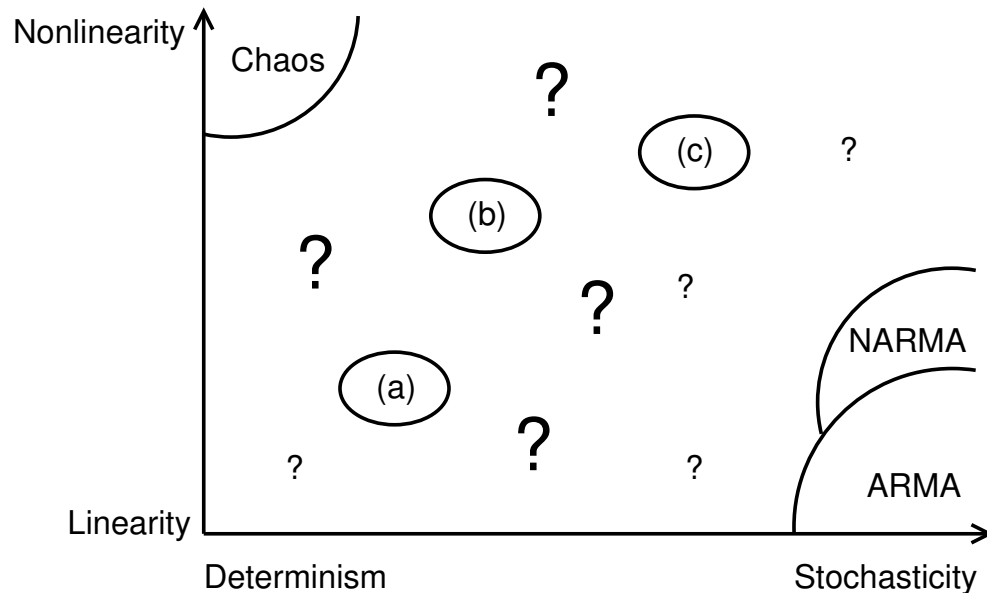 Nonlinearity
Chaos
?
(c)
?
(b)
?
?
?
NARMA
(a)
?
?
?
ARMA
Linearity
Determinism
Stochasticity